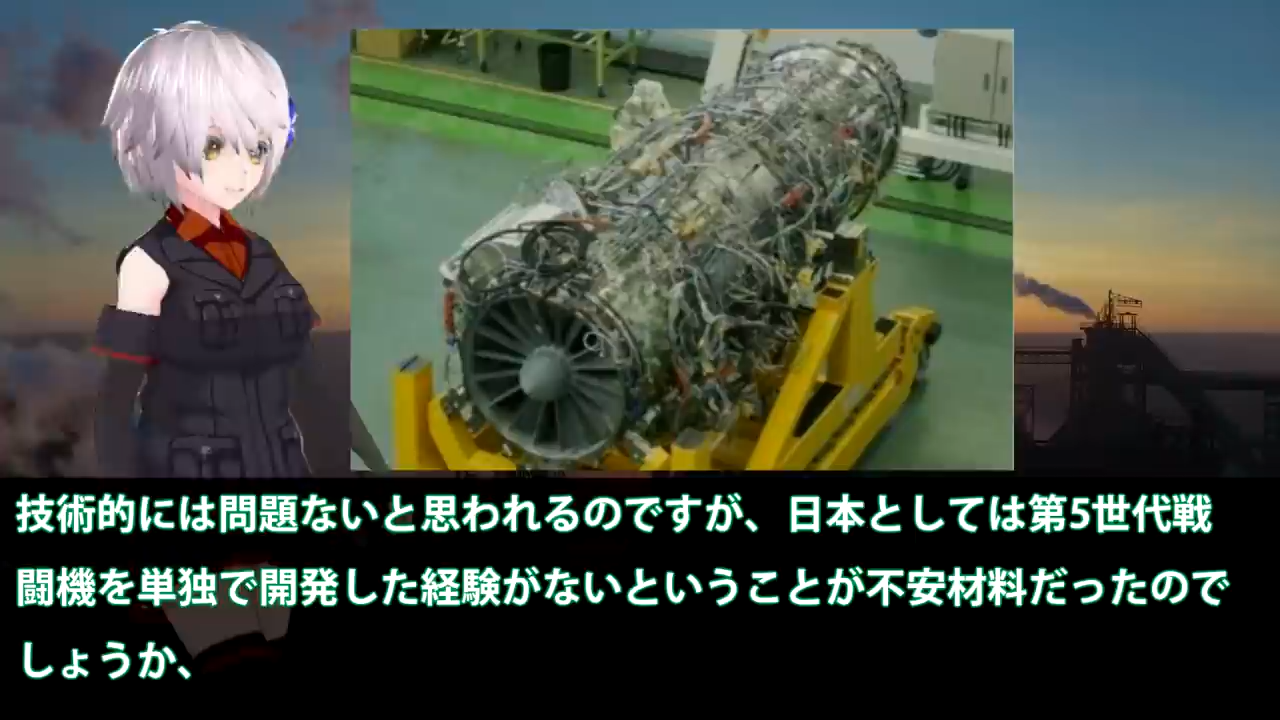 技術的には問題ないと思われるのですが、日本としては第5世代戦
闘機を単独で開発した経験がないということが不安材料だったので
しょうか、